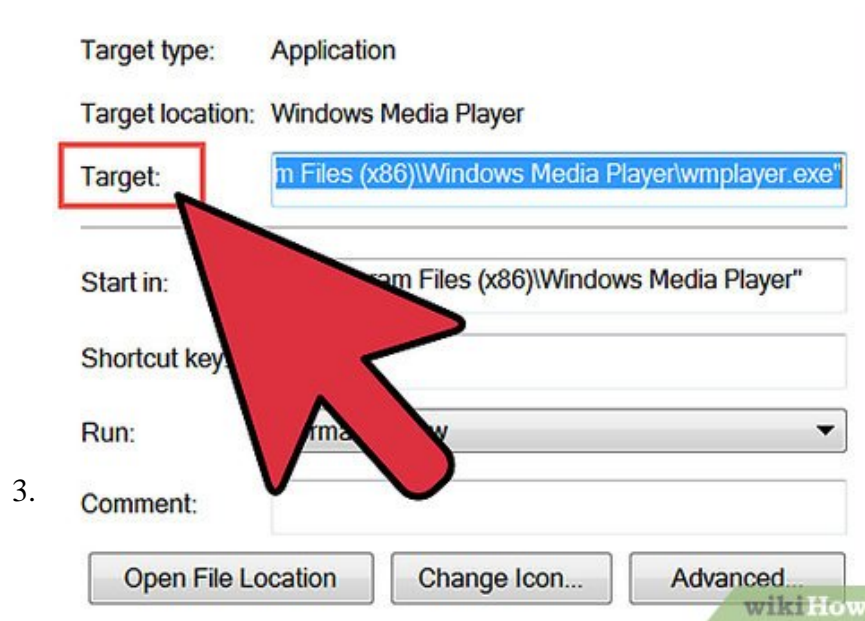 Target type: Application
Target location: Windows Media Player
Target: m Files (x86)\Windows Media Player\wmplayer.exe"
Start in: am Files (x86)\Windows Media Player"
Shortcut key
Run:
3.
Comment:
Open File Location Change Icon... Advanced...
wikiHow